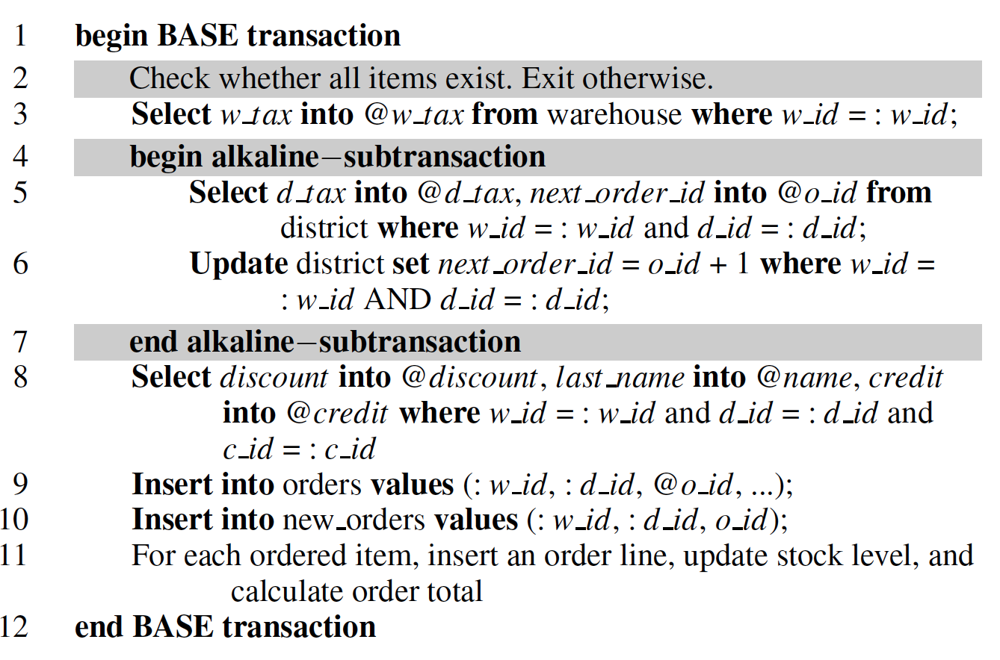 1 begin BASE transaction
2 Check whether all items exist. Exit otherwise.
3 Select w_tax into @w_tax from warehouse where w_id = : w_id;
4 begin alkaline−subtransaction
5 Select d_tax into @d_tax, next_order_id into @o_id from
district where w_id = : w_id and d_id = : d_id;
6 Update district set next_order_id = o_id + 1 where w_id =
: w_id AND d_id = : d_id;
7 end alkaline−subtransaction
8 Select discount into @discount, last_name into @name, credit
into @credit where w_id = : w_id and d_id = : d_id and
c_id = : c_id
9 Insert into orders values (: w_id, : d_id, @o_id, ...);
10 Insert into new_orders values (: w_id, : d_id, o_id);
11 For each ordered item, insert an order line, update stock level, and
calculate order total
12 end BASE transaction